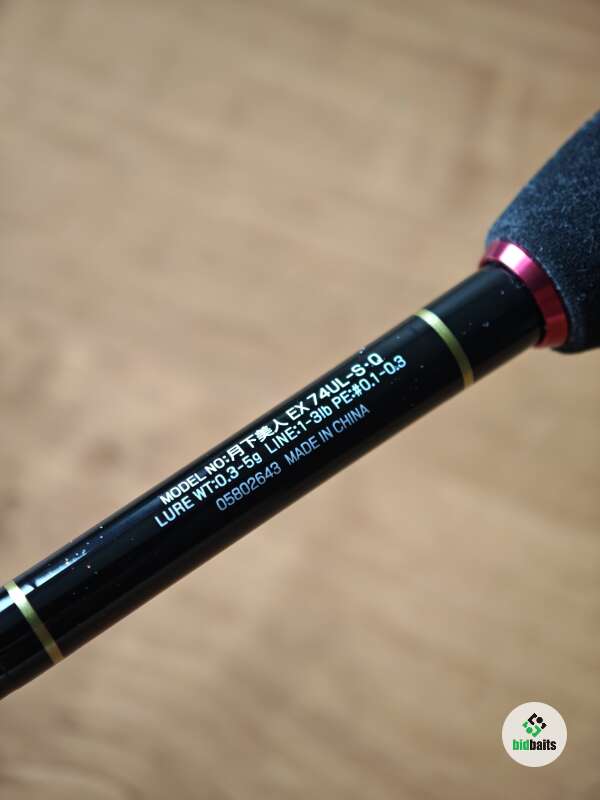 MODEL NO:月下美人 EX 74UL-S・Q
LURE WT:0.3-5g LINE:1-3lb PE:#0.1-0.3
05802643 MADE IN CHINA
bidbaits